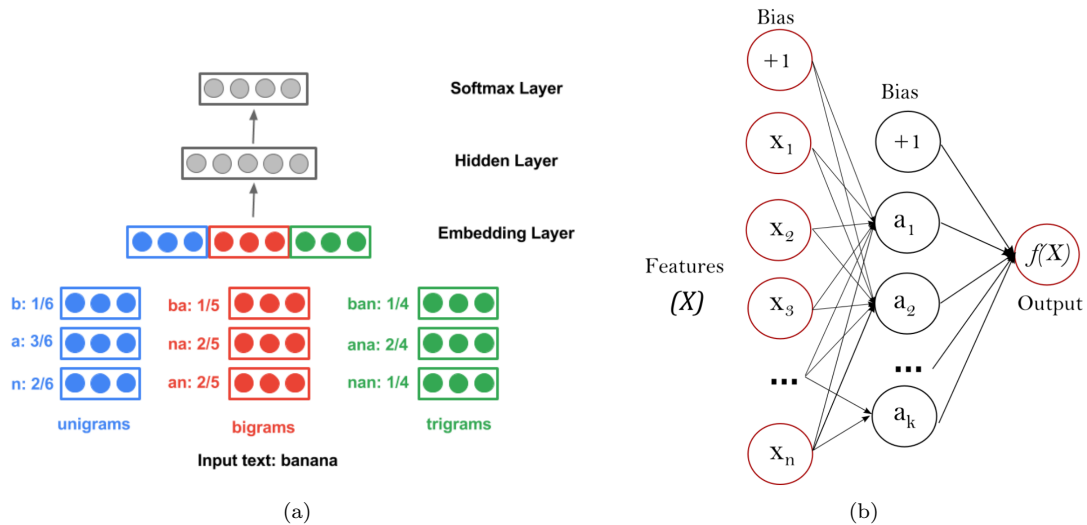 Softmax Layer
Hidden Layer
Embedding Layer
b: 1/6
a: 3/6
n: 2/6
unigrams
ba: 1/5
na: 2/5
an: 2/5
bigrams
ban: 1/4
ana: 2/4
nan: 1/4
trigrams
Input text: banana
(a)
Bias
+1
x1
x2
x3
...
xn
Features
(X)
Bias
+1
a1
a2
...
ak
f(X)
Output
(b)